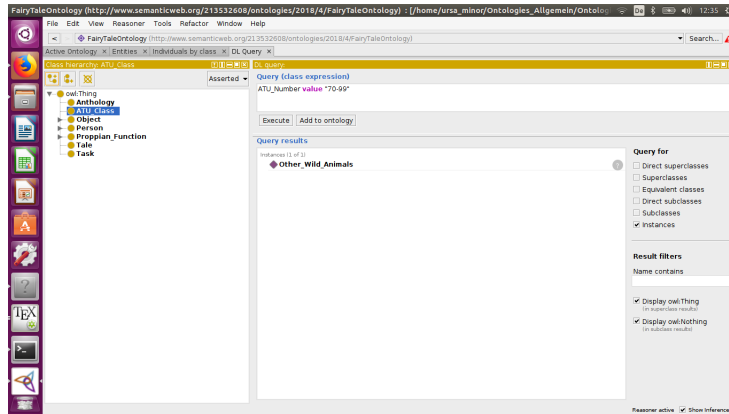 FairyTaleOntology (http://www.semanticweb.org/213532608/ontologies/2018/4/FairyTaleOntology) : [/home/ursa_minor/Ontologies_Allgemein/Ontolog
De
12:35
File Edit View Reasoner Tools Refactor Window Help
< FairyTaleOntology (http://www.semanticweb.org/213532608/ontologies/2018/4/FairyTaleOntology)
Search...
Active Ontology × Entities × Individuals by class × DL Query ×
Class hierarchy: ATU_Class
DL query:
Asserted
owl:Thing
Anthology
ATU_Class
Object
Person
Proppian_Function
Tale
Task
Query (class expression)
ATU_Number value "70-99"
Execute Add to ontology
Query results
Instances (1 of 1)
Other_Wild_Animals
?
Query for
Direct superclasses
Superclasses
Equivalent classes
Direct subclasses
Subclasses
Instances
Result filters
Name contains
Display owl:Thing
(in superclass results)
Display owl:Nothing
(in subclass results)
Reasoner active Show Inference
A
?
TEX
>_